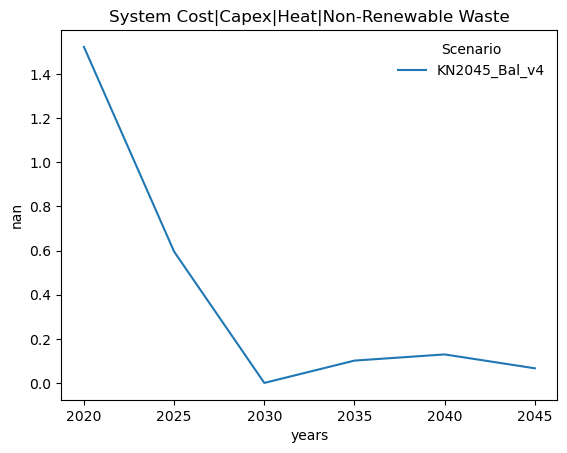 System Cost|Capex|Heat|Non-Renewable Waste
Scenario
KN2045_Bal_v4
nan
1.4
1.2
1.0
0.8
0.6
0.4
0.2
0.0
2020 2025 2030 2035 2040 2045
years